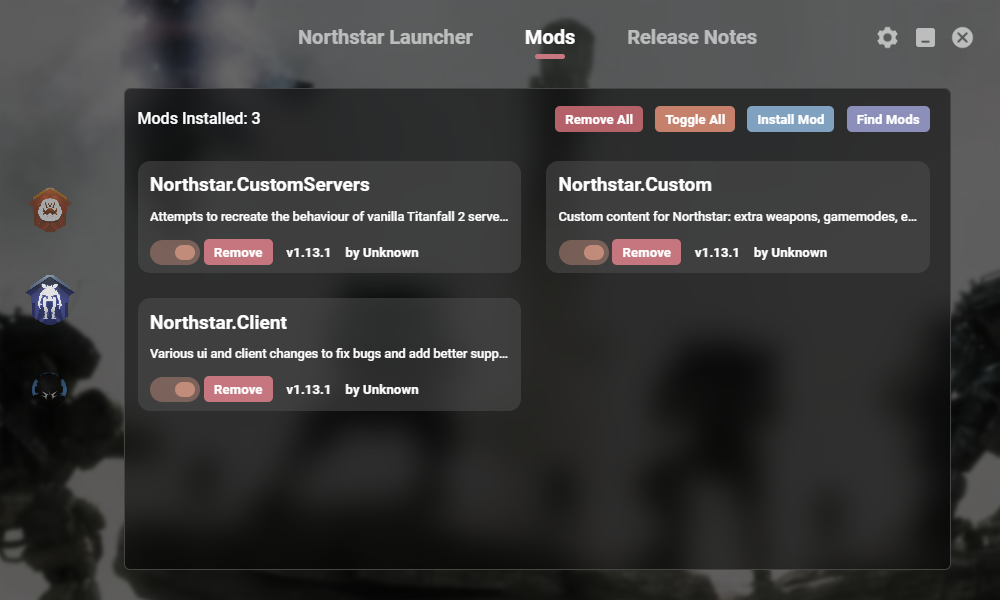 Northstar Launcher
Mods
Release Notes
Mods Installed: 3
Remove All
Toggle All
Install Mod
Find Mods
Northstar.CustomServers
Attempts to recreate the behaviour of vanilla Titanfall 2 serve...
Remove
v1.13.1
by Unknown
Northstar.Custom
Custom content for Northstar: extra weapons, gamemodes, e...
Remove
v1.13.1
by Unknown
Northstar.Client
Various ui and client changes to fix bugs and add better supp...
Remove
v1.13.1
by Unknown